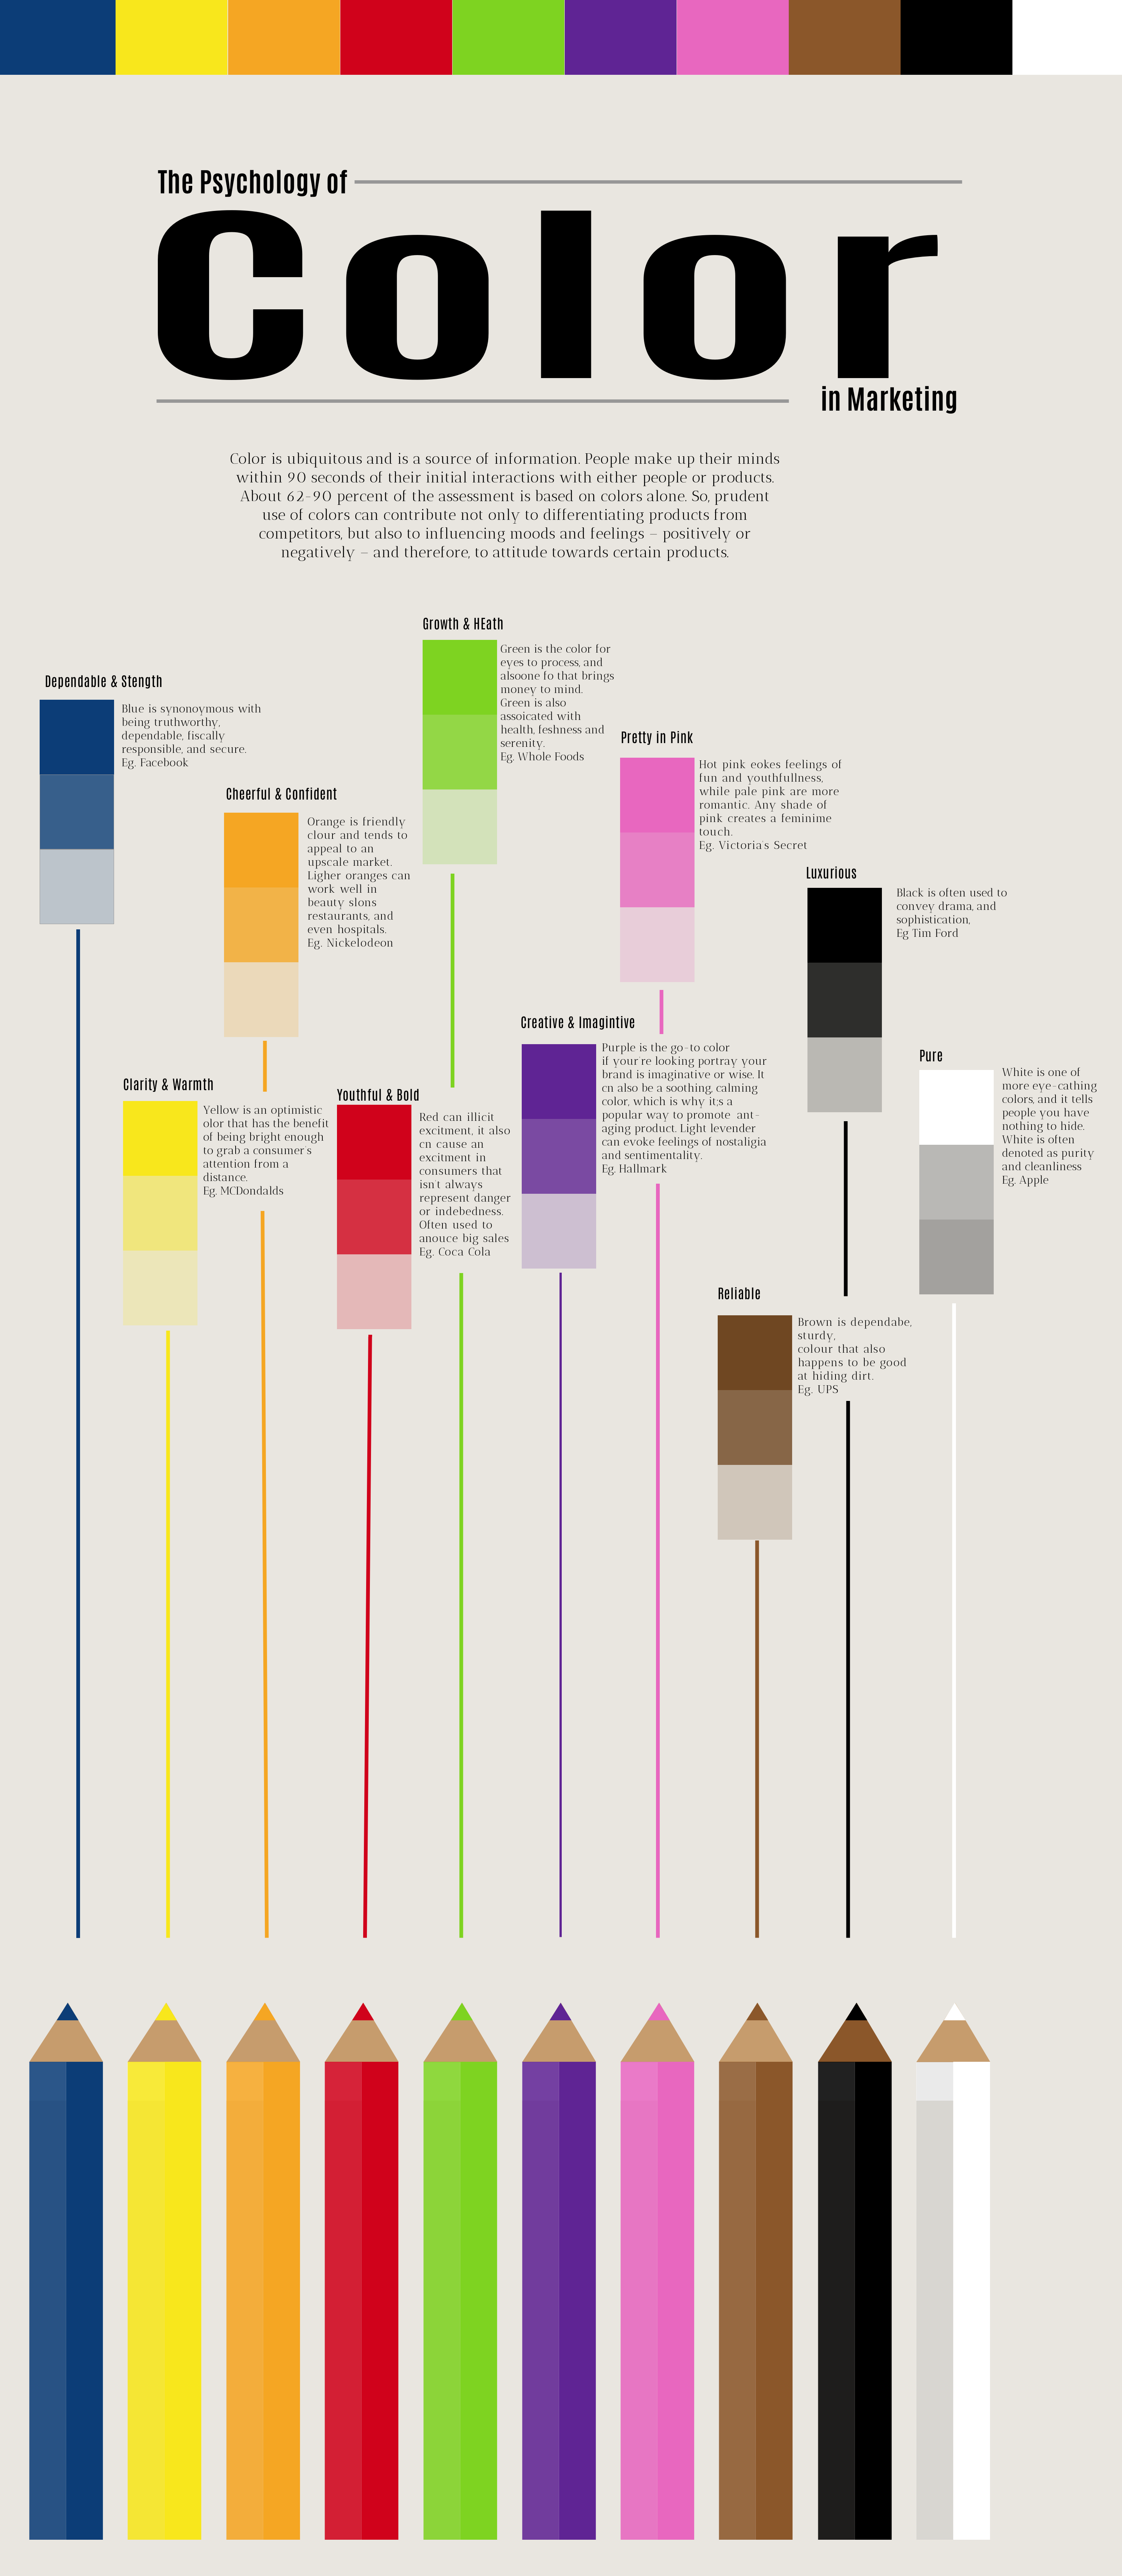 The Psychology of
Color
in Marketing
Color is ubiquitous and is a source of information. People make up their minds
within 90 seconds of their initial interactions with either people or products.
About 62-90 percent of the assessment is based on colors alone. So, prudent
use of colors can contribute not only to differentiating products from
competitors, but also to influencing moods and feelings – positively or
negatively – and therefore, to attitude towards certain products.
Growth & HEath
Green is the color for
eyes to process, and
alsoone fo that brings
money to mind.
Green is also
assoicated with
health, feshness and
serenity.
Eg. Whole Foods
Dependable & Stength
Blue is synonoymous with
being truthworthy,
dependable, fiscally
responsible, and secure.
Eg. Facebook
Pretty in Pink
Hot pink eokes feelings of
fun and youthfullness,
while pale pink are more
romantic. Any shade of
pink creates a feminime
touch.
Eg. Victoria's Secret
Cheerful & Confident
Orange is friendly
clour and tends to
appeal to an
upscale market.
Ligher oranges can
work well in
beauty slons
restaurants, and
even hospitals.
Eg. Nickelodeon
Luxurious
Black is often used to
convey drama, and
sophistication,
Eg Tim Ford
Creative & Imagintive
Purple is the go-to color
if your're looking portray your
brand is imaginative or wise. It
cn also be a soothing, calming
color, which is why it;s a
popular way to promote ant-
aging product. Light levender
can evoke feelings of nostaligia
and sentimentality.
Eg. Hallmark
Pure
White is one of
more eye-cathing
colors, and it tells
people you have
nothing to hide.
White is often
denoted as purity
and cleanliness
Eg. Apple
Clarity & Warmth
Yellow is an optimistic
olor that has the benefit
of being bright enough
to grab a consumer's
attention from a
distance.
Eg. MCDondalds
Youthful & Bold
Red can illicit
excitment, it also
cn cause an
excitment in
consumers that
isn't always
represent danger
or indebedness.
Often used to
anouce big sales
Eg. Coca Cola
Reliable
Brown is dependabe,
sturdy,
colour that also
happens to be good
at hiding dirt.
Eg. UPS